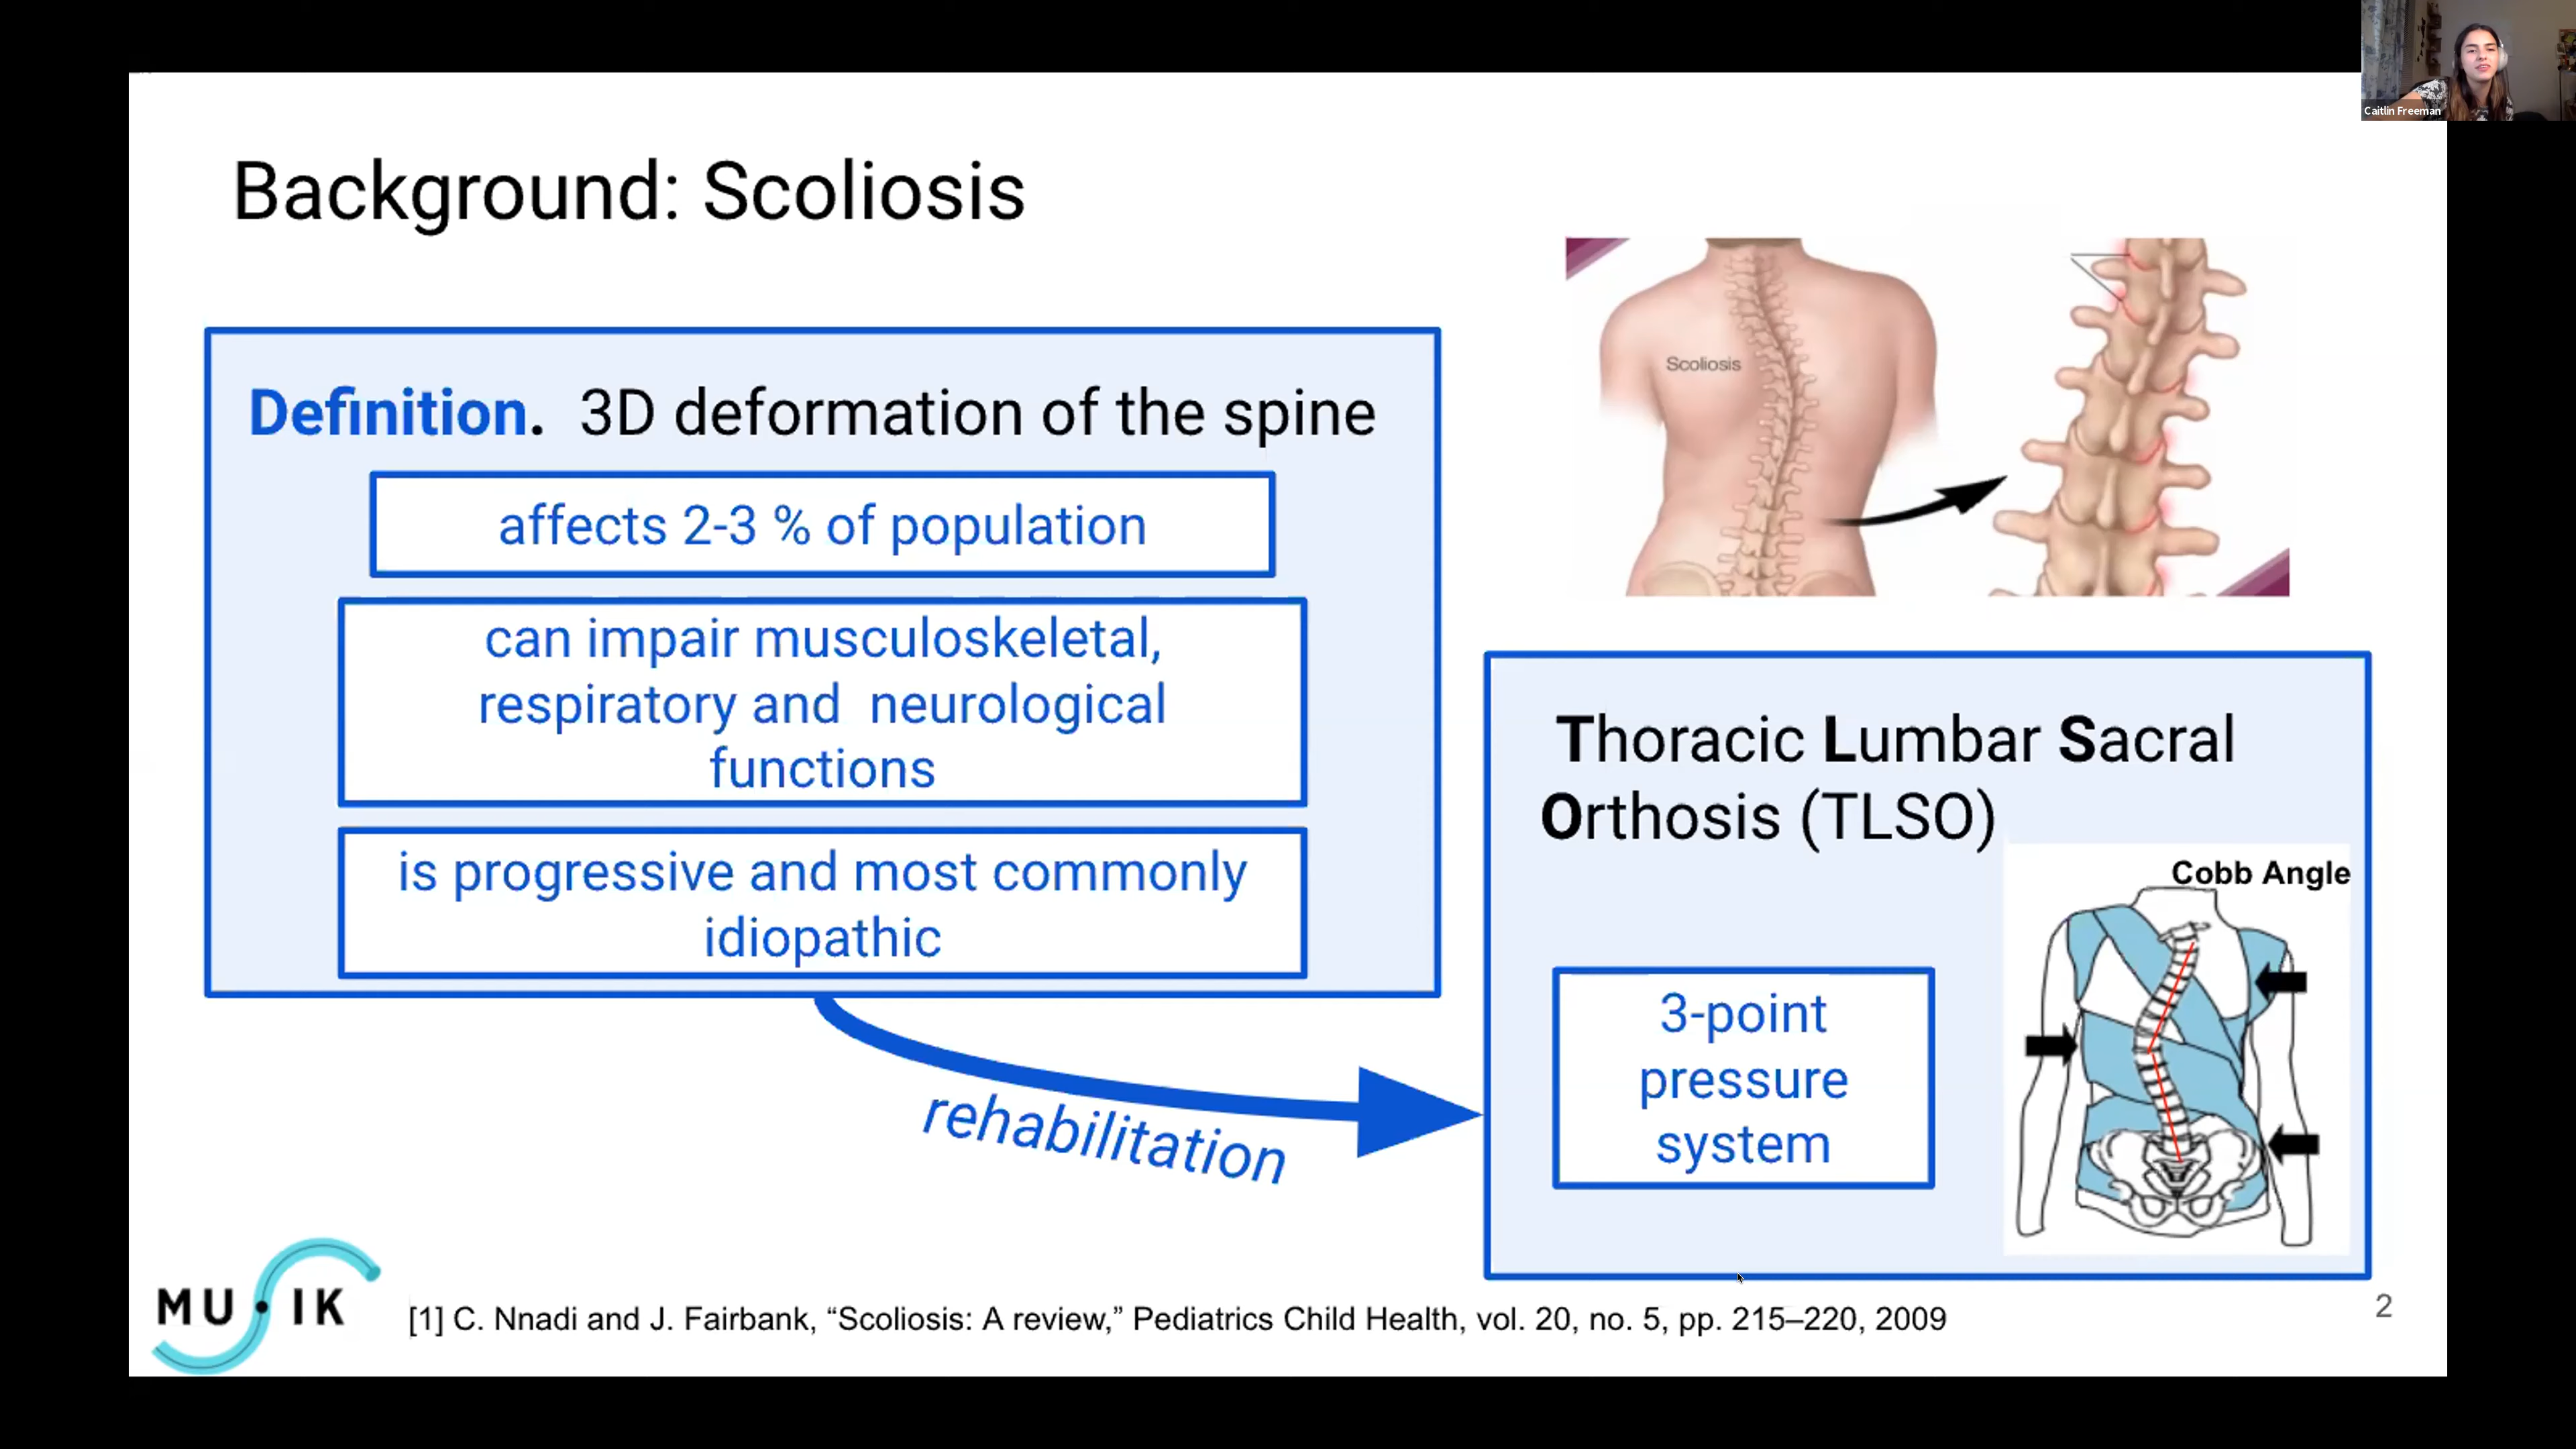 Caitlin Freeman
Background: Scoliosis
Scoliosis
Definition. 3D deformation of the spine
affects 2-3 % of population
can impair musculoskeletal,
respiratory and neurological
functions
is progressive and most commonly
idiopathic
rehabilitation
Thoracic Lumbar Sacral
Orthosis (TLSO)
Cobb Angle
3-point
pressure
system
MUSIK
[1] C. Nnadi and J. Fairbank, “Scoliosis: A review,” Pediatrics Child Health, vol. 20, no. 5, pp. 215–220, 2009
2